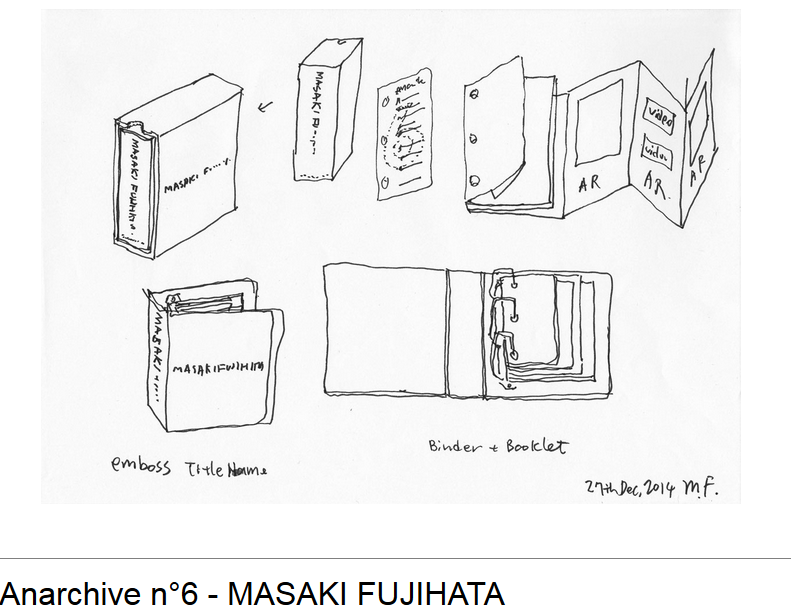 MASAKI FUJIHATA
MASAKI F
MASAKI
video
video
AR
AR
AR
MASAKI
MASAKI FUJIHATA
emboss Title Name
Binder + Booklet
27th Dec, 2014 M.F.
Anarchive n°6 - MASAKI FUJIHATA